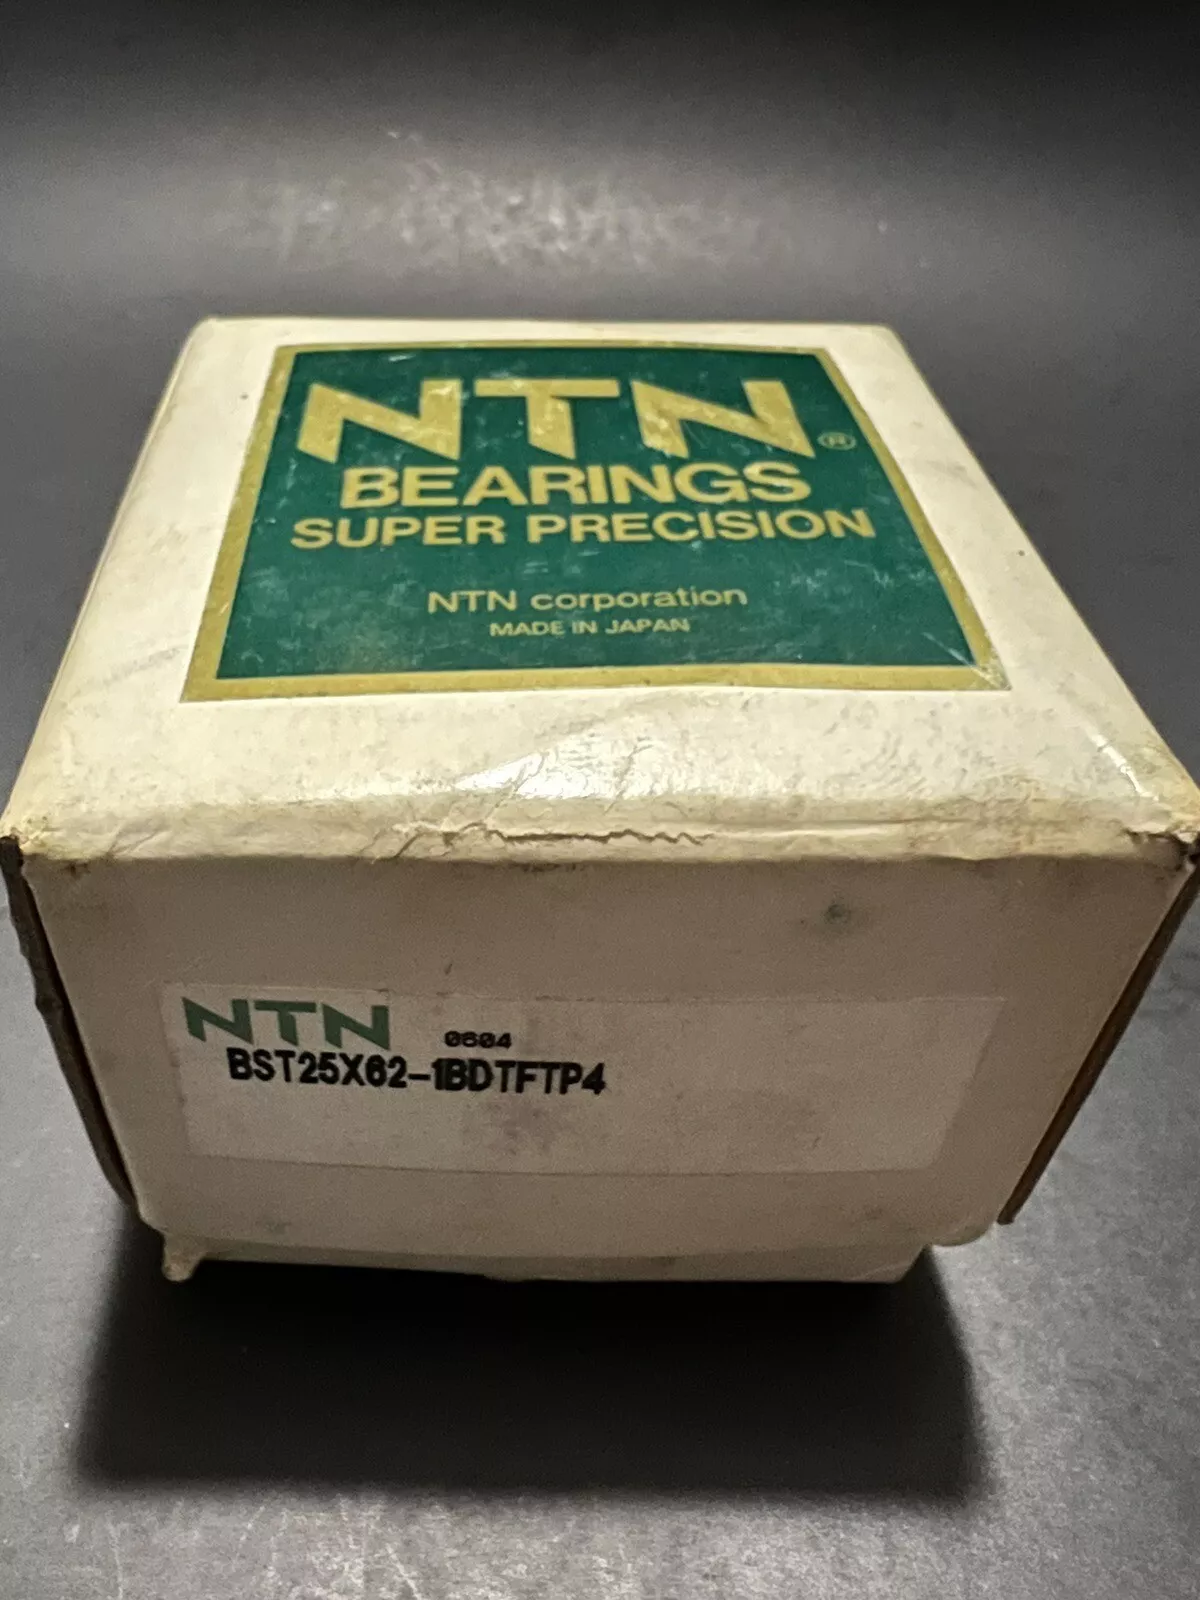 NTN®
BEARINGS
SUPER PRECISION
NTN corporation
MADE IN JAPAN
NTN 0604
BST25X62-1BDTFTP4